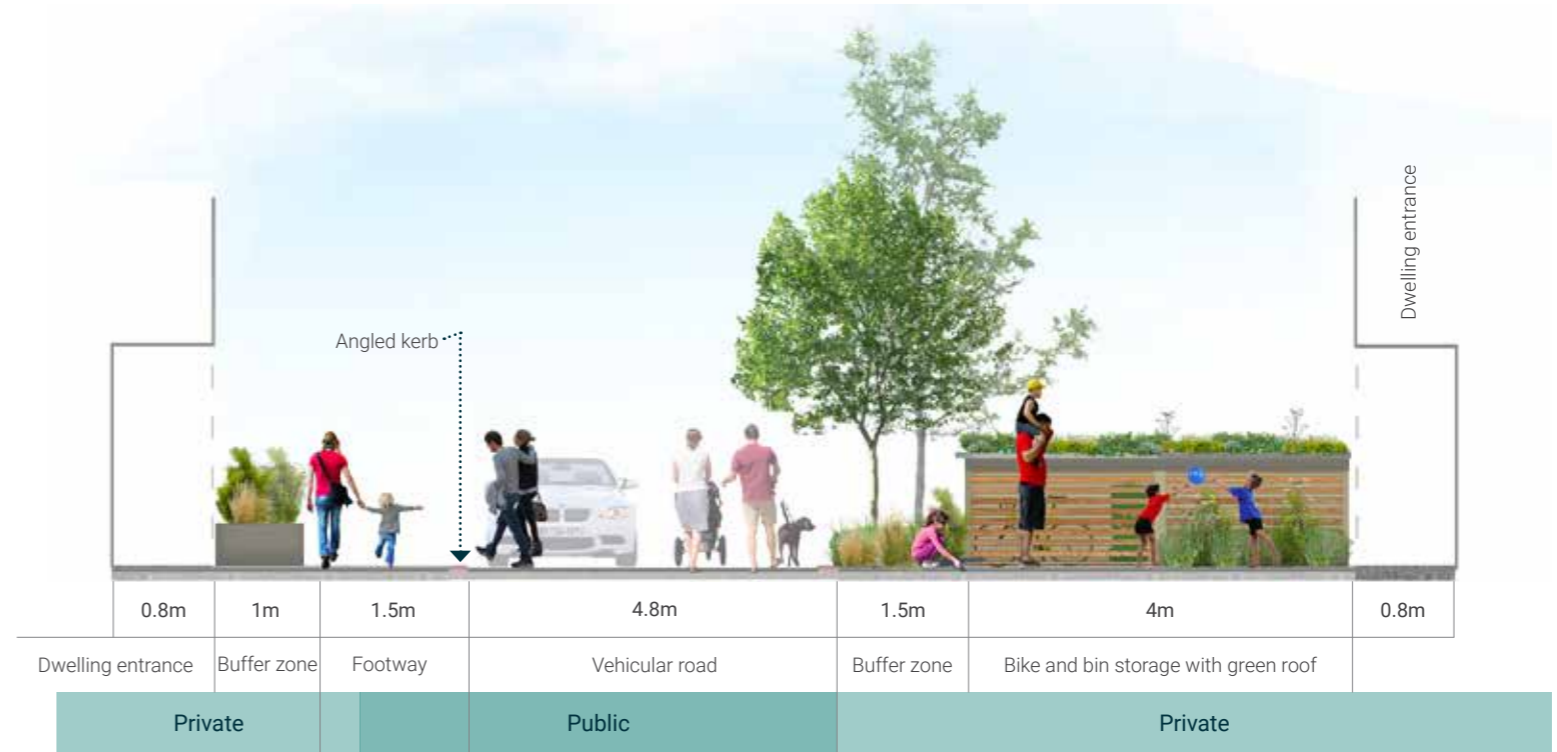 Dwelling entrance
Angled kerb
0.8m 1m 1.5m 4.8m 1.5m 4m 0.8m
Dwelling entrance Buffer zone Footway Vehicular road Buffer zone Bike and bin storage with green roof
Private Public Private